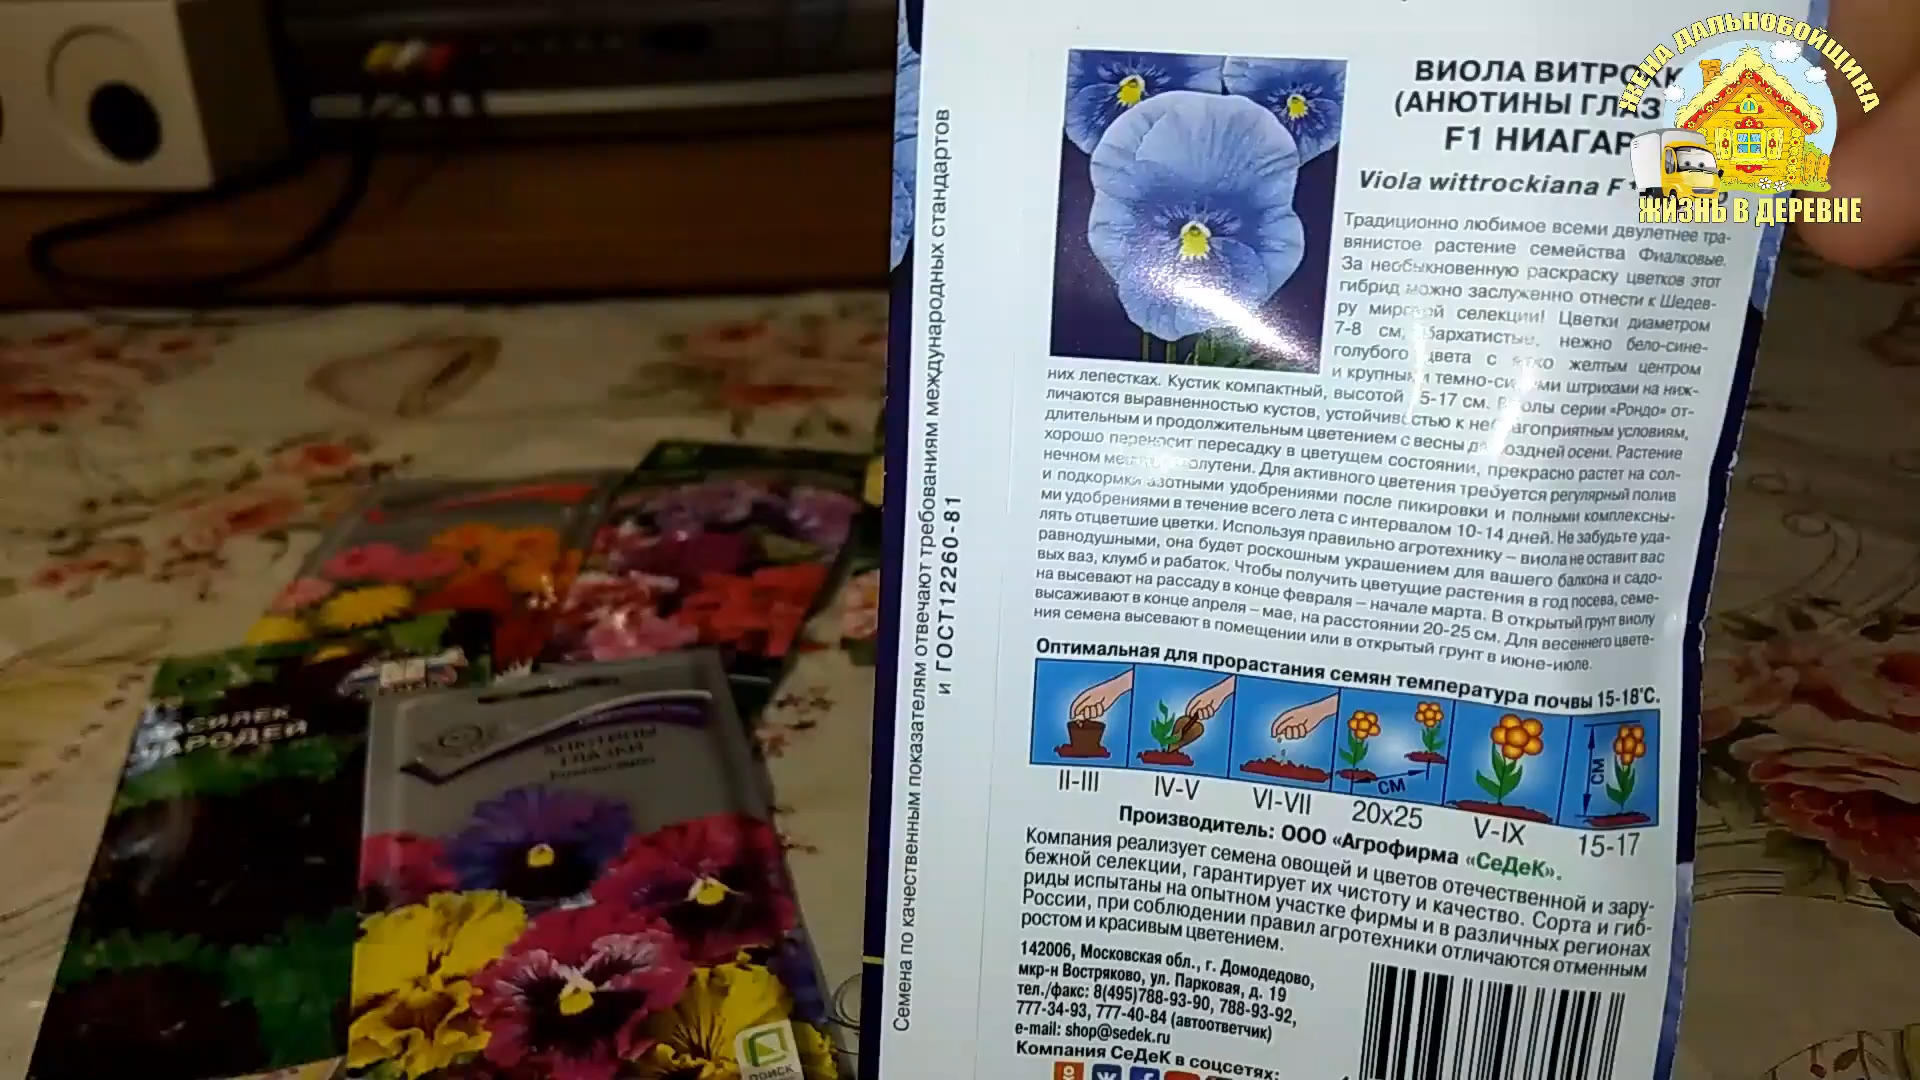 ЖЕНА ДАЛЬНОБОЙЩИКА
ЖИЗНЬ В ДЕРЕВНЕ
ВИОЛА
(АНЮТИНЫ
F1
Viola wittrockiana
Традиционно любимое всеми двулетнее тра-
вянистое растение семейства Фиалковые.
За необыкновенную раскраску цветков этот
гибрид можно заслуженно отнести к Шедев-
ру мировой селекции! Цветки диаметром
7-8 см, бархатистые, нежно бело-сине-
голубого цвета с ярко желтым центром
и крупными темно-синими штрихами на ниж-
них лепестках. Кустик компактный, высотой 15-17 см. Виолы серии «Рондо» от-
личаются выравненностью кустов, устойчивостью к неблагоприятным условиям,
длительным и продолжительным цветением с весны до поздней осени. Растение
хорошо переносит пересадку в цветущем состоянии, прекрасно растет на сол-
нечном полутени. Для активного цветения требуется регулярный полив
и подкормки азотными удобрениями после пикировки и полными комплексны-
ми удобрениями в течение всего лета с интервалом 10-14 дней. Не забудьте уда-
лять отцветшие цветки. Используя правильно агротехнику – виола не оставит вас
равнодушными, она будет роскошным украшением для вашего балкона и садо-
вых ваз, клумб и рабаток. Чтобы получить цветущие растения в год посева, семе-
на высевают на рассаду в конце февраля – начале марта. В открытый грунт виолу
высаживают в конце апреля – мае, на расстоянии 20-25 см. Для весеннего цвете-
ния семена высевают в помещении или в открытый грунт в июне-июле.
Оптимальная для прорастания семян температура почвы 15-18°С.
СМ
СМ
II-III IV-V VI-VII 20x25 V-IX 15-17
Производитель: ООО «Агрофирма «СеДеК».
Компания реализует семена овощей и цветов отечественной и зару-
бежной селекции, гарантирует их чистоту и качество. Сорта и гиб-
риды испытаны на опытном участке фирмы и в различных регионах
России, при соблюдении правил агротехники отличаются отменным
ростом и красивым цветением.
142006, Московская обл., г. Домодедово,
мкр-н Востряково, ул. Парковая, д. 19
тел./факс: 8(495)788-93-90, 788-93-92,
777-34-93, 777-40-84 (автоответчик)
e-mail: shop@sedek.ru
Компания СеДеК в соцсетях:
Семена по качественным показателям отвечают требованиям международных стандартов
и ГОСТ12260-81
ВАСИЛЕК
ЧАРОДЕЙ
АНЮТИНЫ
ГЛАЗКИ
ПОИСК